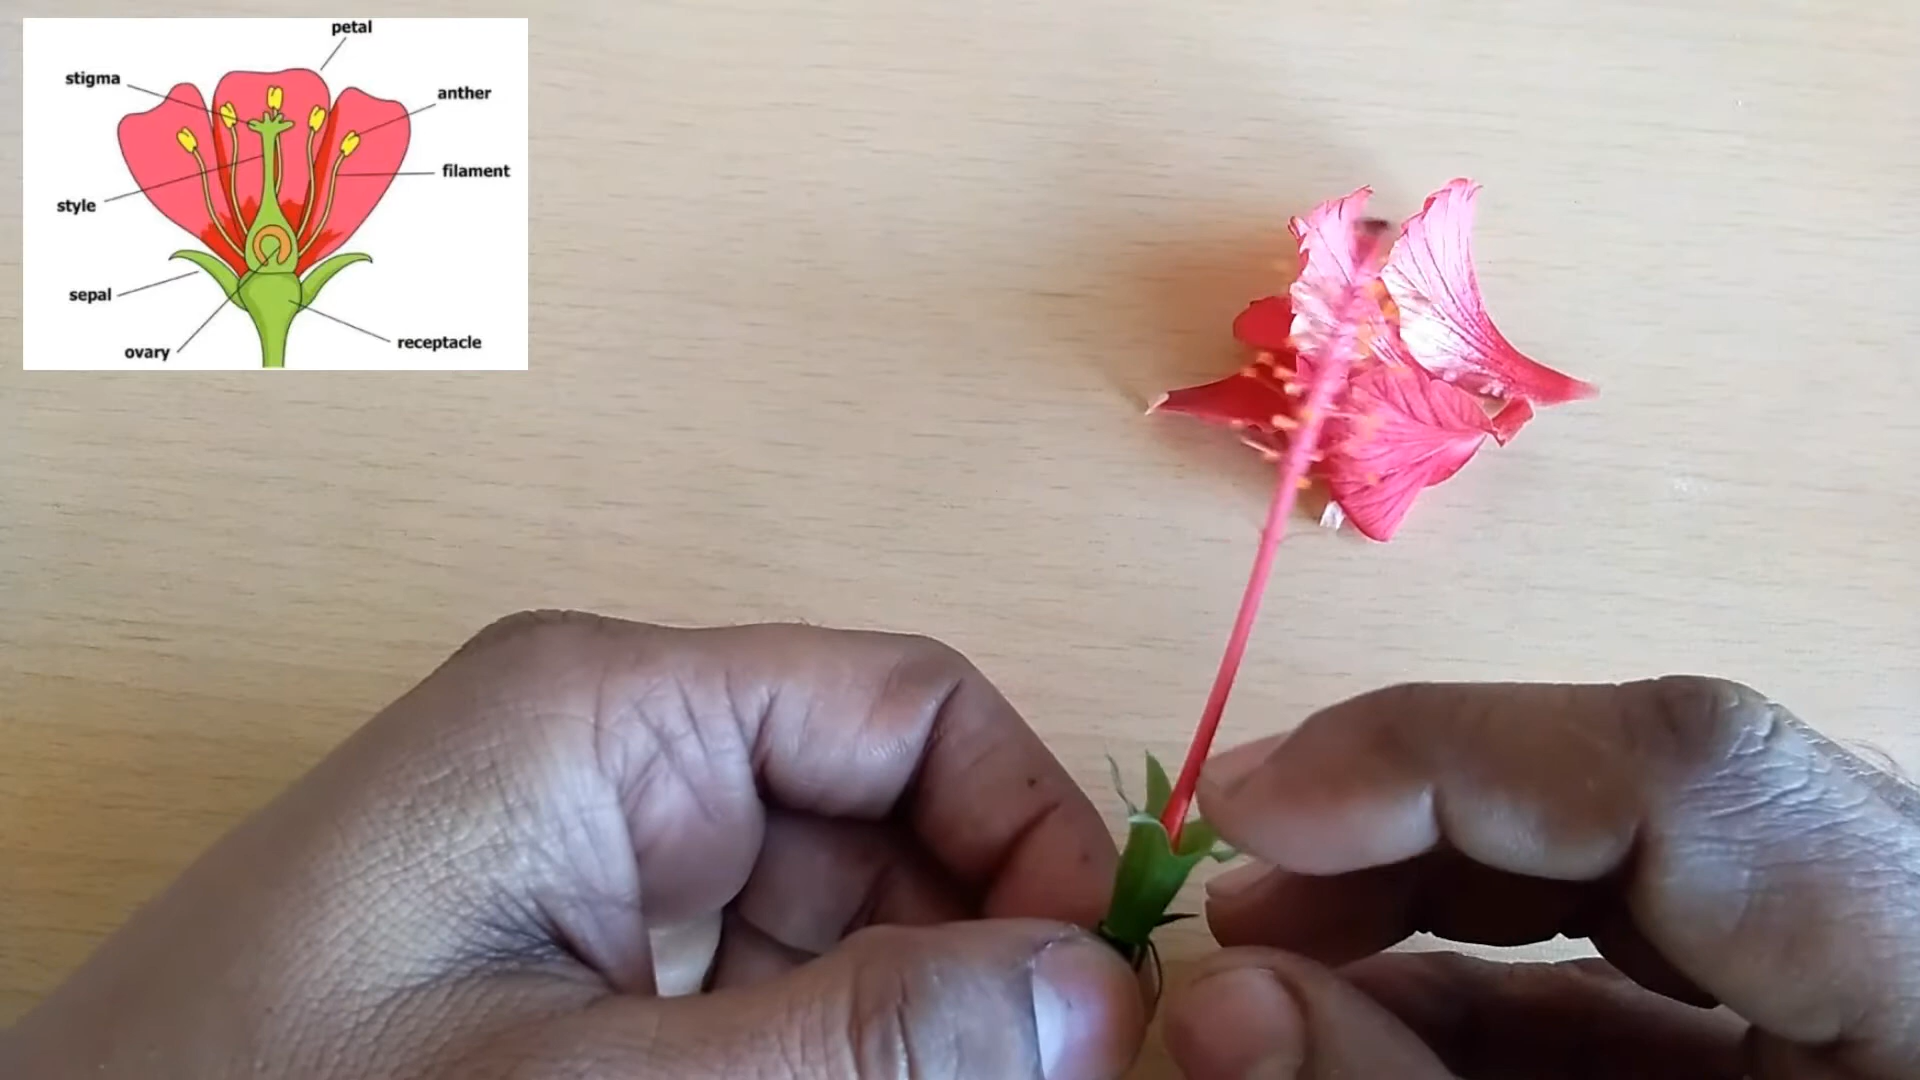 petal
stigma
anther
filament
style
sepal
receptacle
ovary